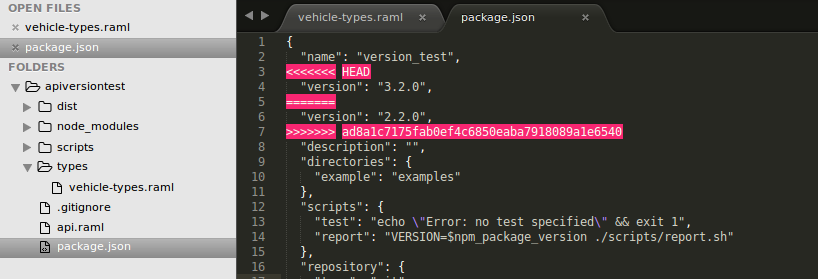 OPEN FILES
vehicle-types.raml
package.json
FOLDERS
apiversiontest
dist
node_modules
scripts
types
vehicle-types.raml
.gitignore
api.raml
package.json
vehicle-types.raml
package.json
1 {
2 "name": "version_test",
3 <<<<<<< HEAD
4 "version": "3.2.0",
5 =======
6 "version": "2.2.0",
7 >>>>>>> ad8a1c7175fab0ef4c6850eaba7918089a1e6540
8 "description": "",
9 "directories": {
10 "example": "examples"
11 },
12 "scripts": {
13 "test": "echo \"Error: no test specified\" && exit 1",
14 "report": "VERSION=$npm_package_version ./scripts/report.sh"
15 },
16 "repository": {